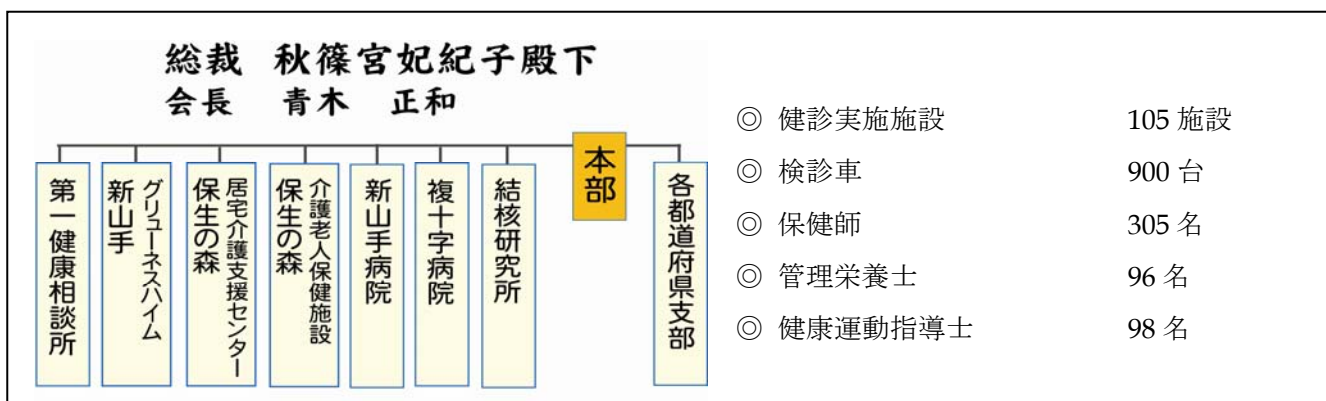 総裁 秋篠宮妃紀子殿下
会長 青木 正和
本部
各都道府県支部
結核研究所
複十字病院
新山手病院
介護老人保健施設
保生の森
居宅介護支援センター
保生の森
グリューネスハイム
新山手
第一健康相談所
◎ 健診実施施設 105 施設
◎ 検診車 900 台
◎ 保健師 305 名
◎ 管理栄養士 96 名
◎ 健康運動指導士 98 名